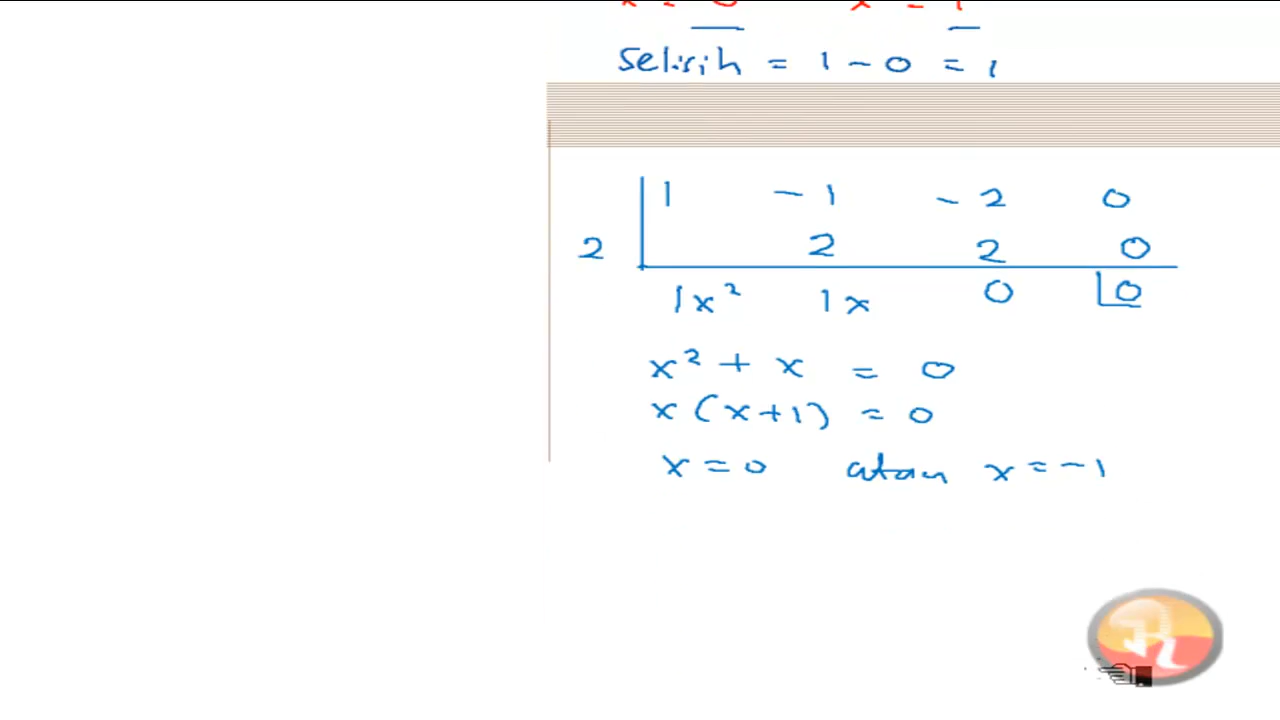 Selisih = 1 - 0 = 1
1 -1 -2 0
2 2 2 0
1x² 1x 0 0
x² + x = 0
x (x+1) = 0
x = 0 atau x = -1